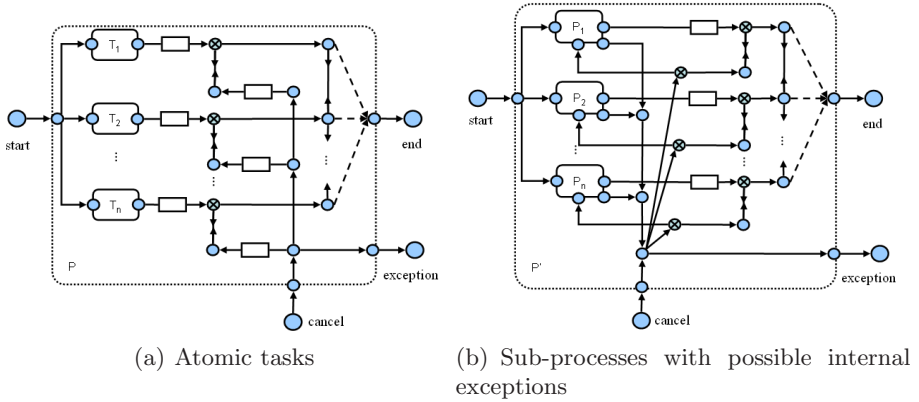 T1
T2
⋮
Tn
start
end
⋮
⋮
P
exception
cancel
(a) Atomic tasks
P1
P2
⋮
Pn
start
end
⋮
⋮
P'
exception
cancel
(b) Sub-processes with possible internal
exceptions